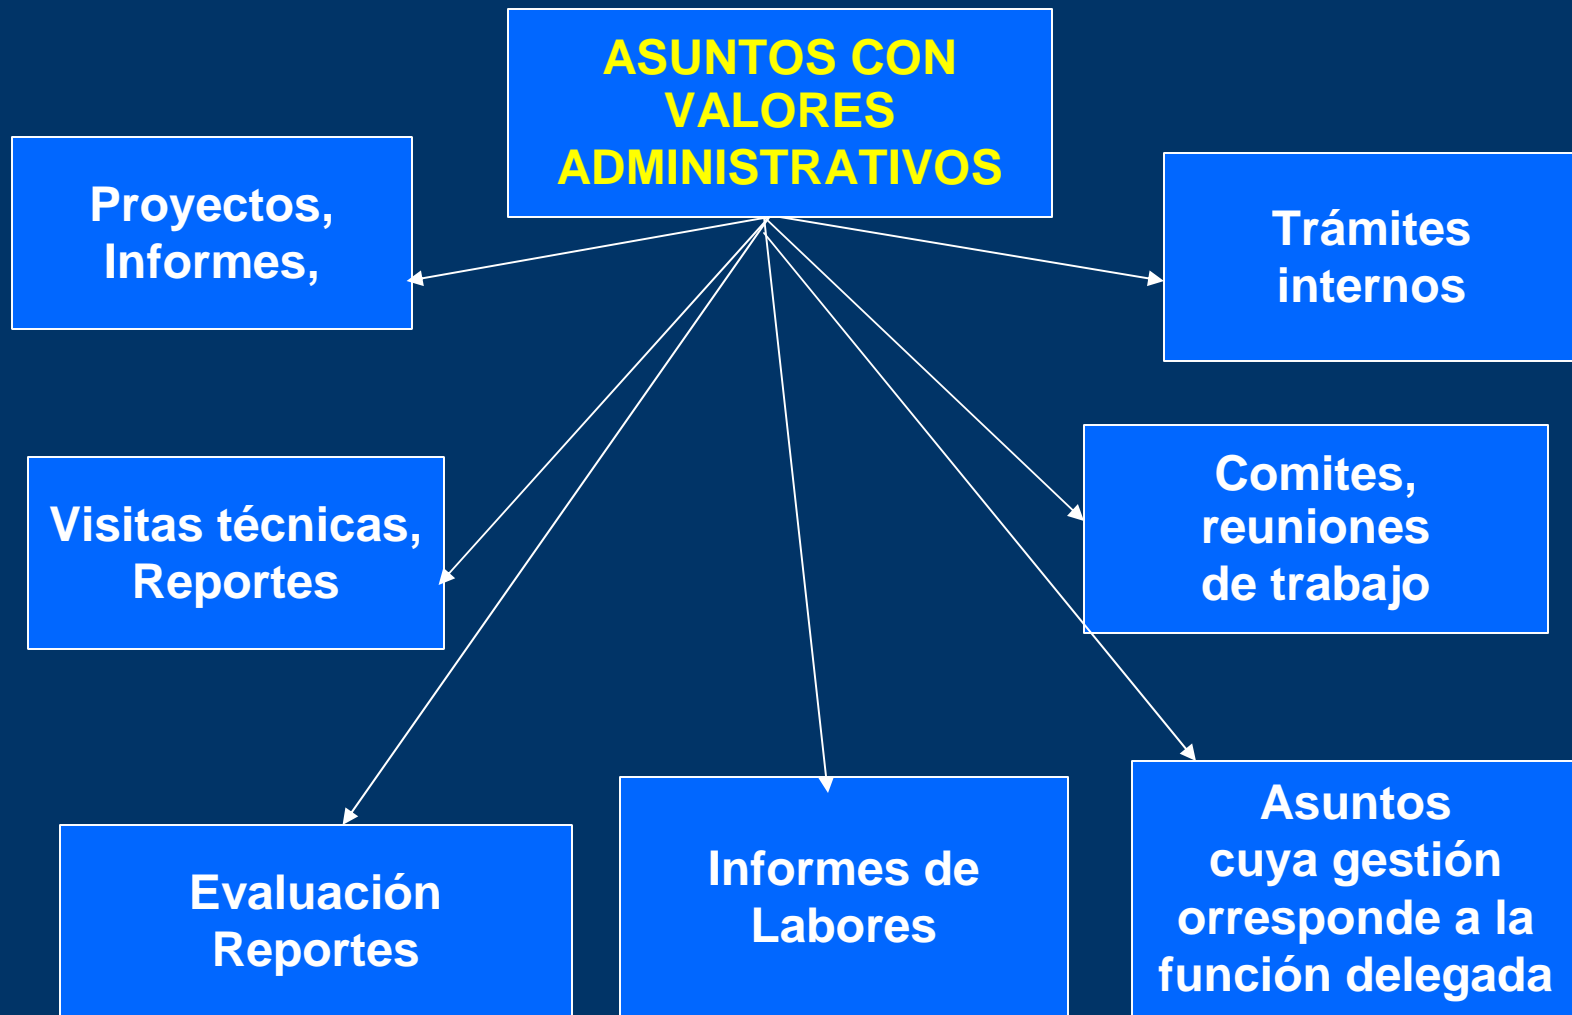 ASUNTOS CON
VALORES
ADMINISTRATIVOS
Proyectos,
Informes,
Trámites
internos
Visitas técnicas,
Reportes
Comites,
reuniones
de trabajo
Evaluación
Reportes
Informes de
Labores
Asuntos
cuya gestión
orresponde a la
función delegada